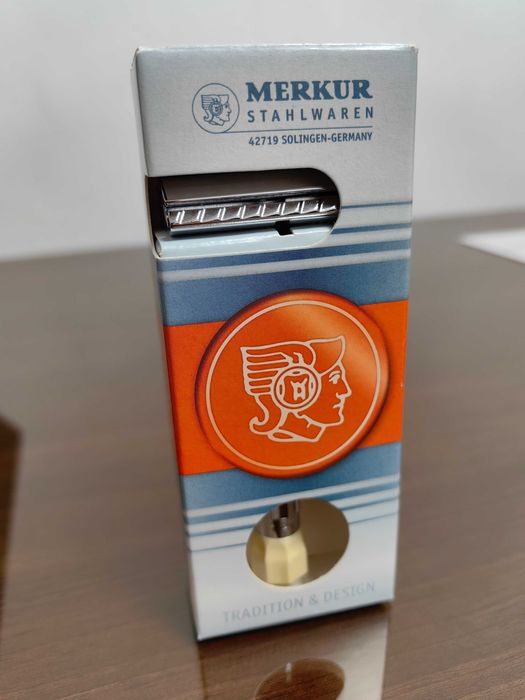 MERKUR
STAHLWAREN
42719 SOLINGEN-GERMANY
TRADITION & DESIGN